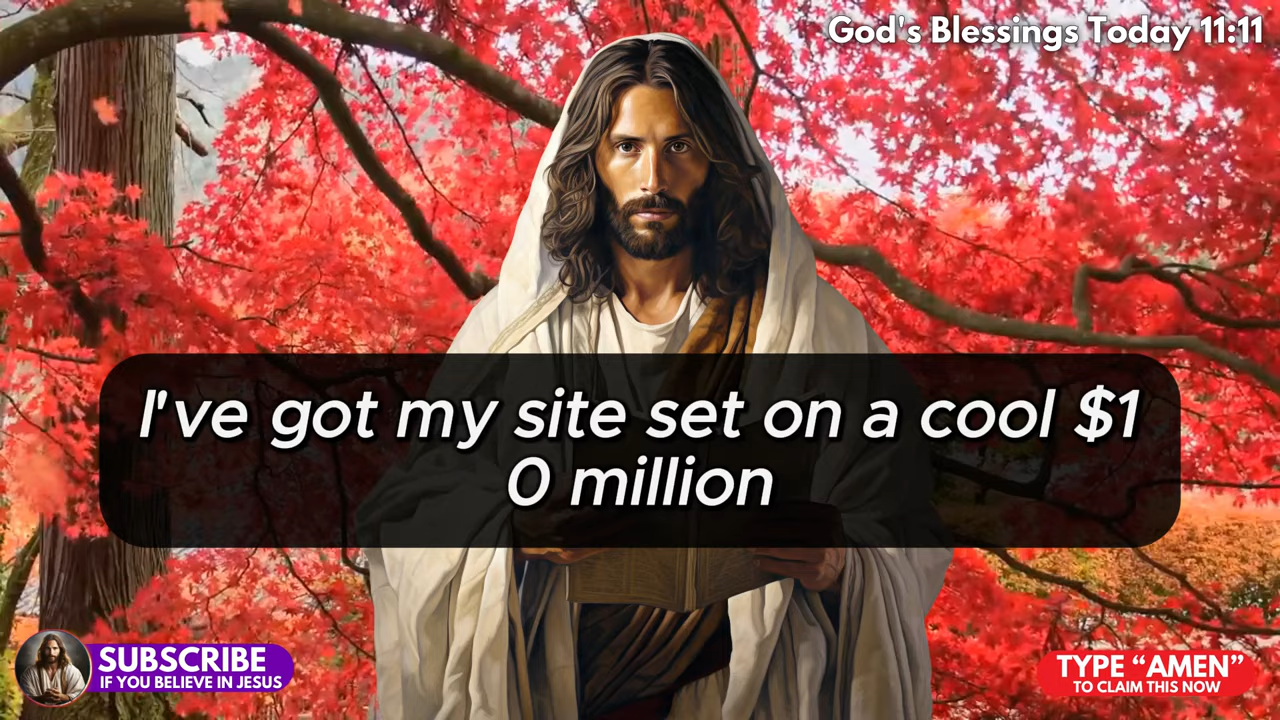 God's Blessings Today 11:11
I've got my site set on a cool $1
0 million
SUBSCRIBE
IF YOU BELIEVE IN JESUS
TYPE “AMEN”
TO CLAIM THIS NOW